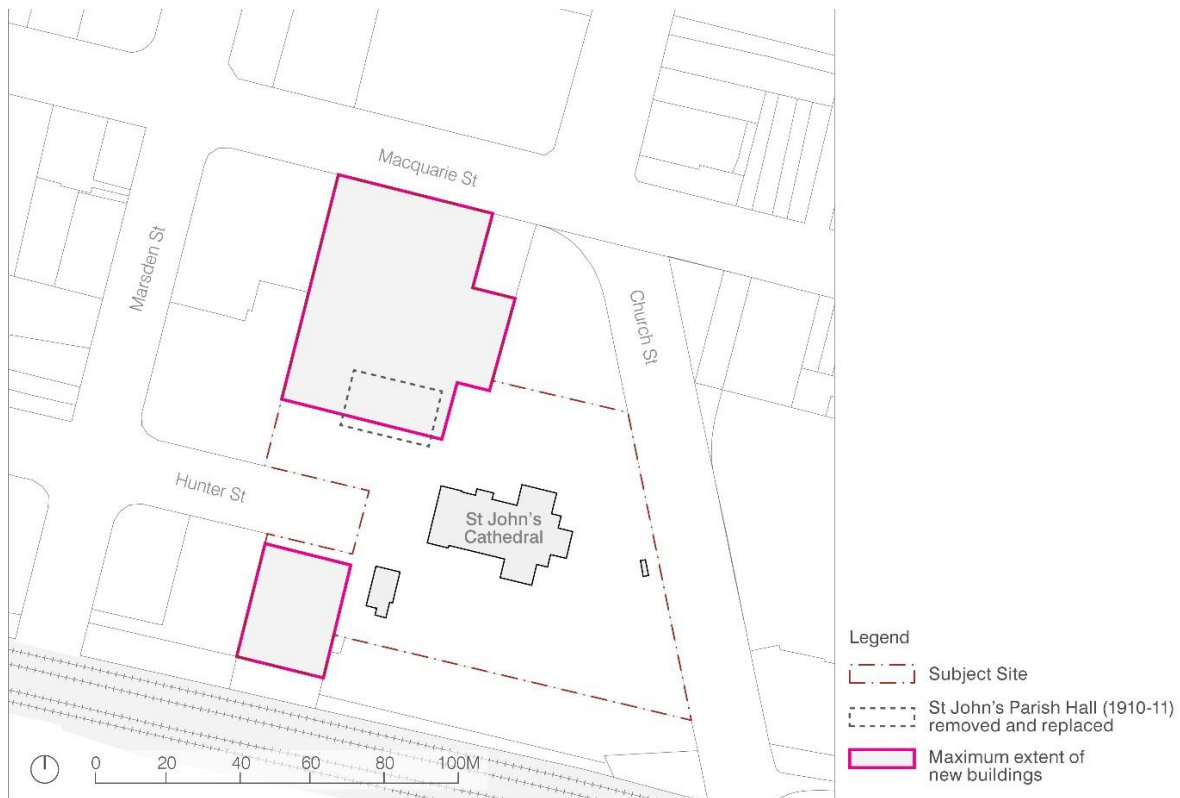 Macquarie St
Marsden St
Church St
Hunter St
St John's
Cathedral
0 20 40 60 80 100M
Legend
Subject Site
St John's Parish Hall (1910-11)
removed and replaced
Maximum extent of
new buildings